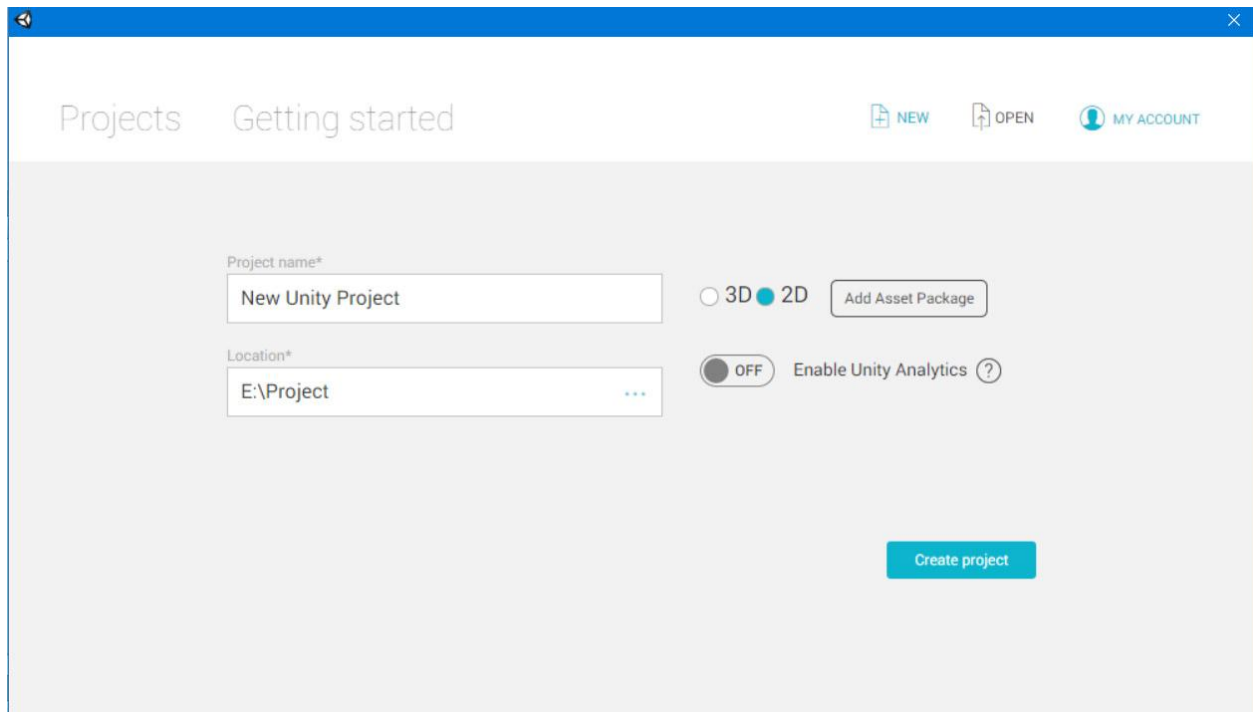 Projects Getting started NEW OPEN MY ACCOUNT
Project name*
New Unity Project 3D 2D Add Asset Package
Location*
E:\Project ... OFF Enable Unity Analytics ?
Create project